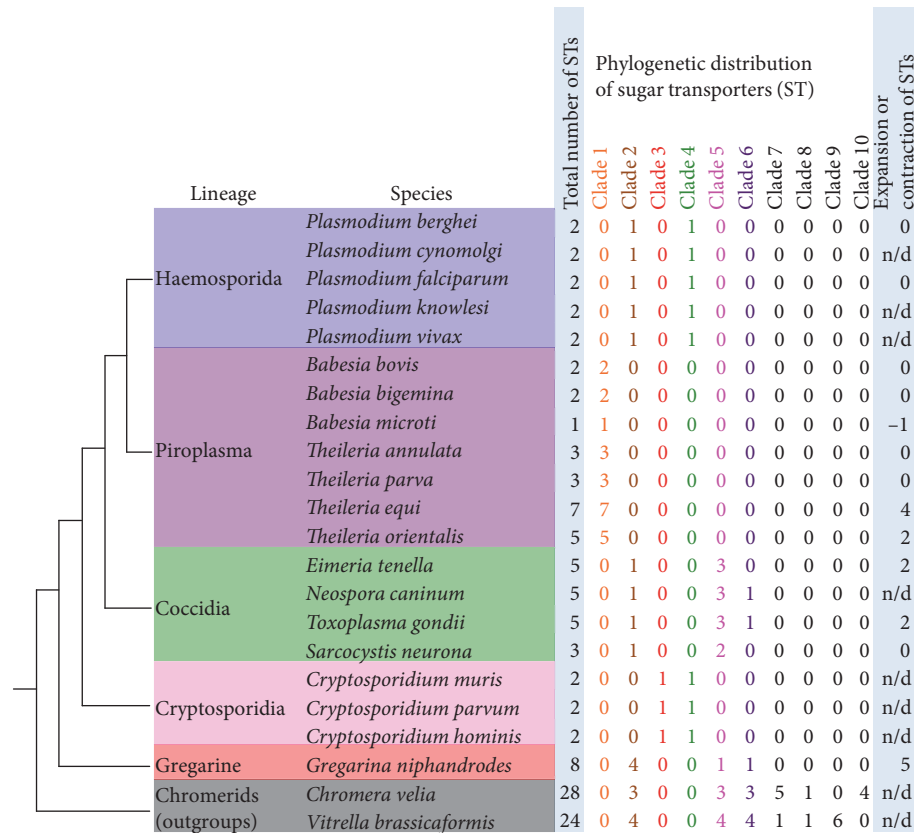 Total number of STs
Phylogenetic distribution
of sugar transporters (ST)
Expansion or
contraction of STs
Lineage Species Clade 1 Clade 2 Clade 3 Clade 4 Clade 5 Clade 6 Clade 7 Clade 8 Clade 9 Clade 10
Haemosporida
Plasmodium berghei 2 0 1 0 1 0 0 0 0 0 0 0
Plasmodium cynomolgi 2 0 1 0 1 0 0 0 0 0 0 n/d
Plasmodium falciparum 2 0 1 0 1 0 0 0 0 0 0 0
Plasmodium knowlesi 2 0 1 0 1 0 0 0 0 0 0 n/d
Plasmodium vivax 2 0 1 0 1 0 0 0 0 0 0 n/d
Piroplasma
Babesia bovis 2 2 0 0 0 0 0 0 0 0 0 0
Babesia bigemina 2 2 0 0 0 0 0 0 0 0 0 0
Babesia microti 1 1 0 0 0 0 0 0 0 0 0 –1
Theileria annulata 3 3 0 0 0 0 0 0 0 0 0 0
Theileria parva 3 3 0 0 0 0 0 0 0 0 0 0
Theileria equi 7 7 0 0 0 0 0 0 0 0 0 4
Theileria orientalis 5 5 0 0 0 0 0 0 0 0 0 2
Coccidia
Eimeria tenella 5 0 1 0 0 3 0 0 0 0 0 2
Neospora caninum 5 0 1 0 0 3 1 0 0 0 0 n/d
Toxoplasma gondii 5 0 1 0 0 3 1 0 0 0 0 2
Sarcocystis neurona 3 0 1 0 0 2 0 0 0 0 0 0
Cryptosporidia
Cryptosporidium muris 2 0 0 1 1 0 0 0 0 0 0 n/d
Cryptosporidium parvum 2 0 0 1 1 0 0 0 0 0 0 n/d
Cryptosporidium hominis 2 0 0 1 1 0 0 0 0 0 0 n/d
Gregarine Gregarina niphandrodes 8 0 4 0 0 1 1 0 0 0 0 5
Chromerids
(outgroups)
Chromera velia 28 0 3 0 0 3 3 5 1 0 4 n/d
Vitrella brassicaformis 24 0 4 0 0 4 4 1 1 6 0 n/d